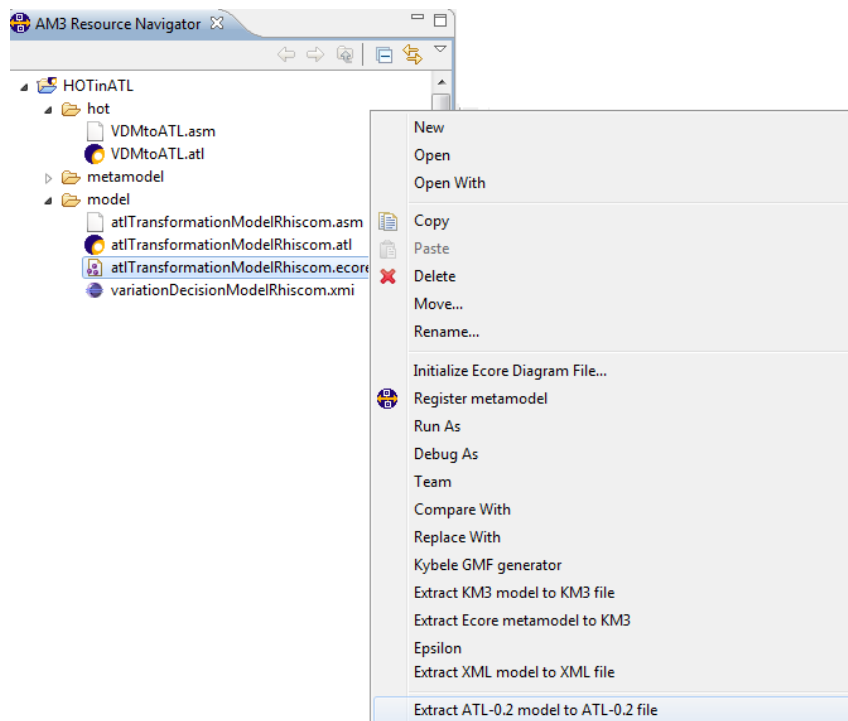 AM3 Resource Navigator
HOTinATL
hot
VDMtoATL.asm
VDMtoATL.atl
metamodel
model
atlTransformationModelRhiscom.asm
atlTransformationModelRhiscom.atl
atlTransformationModelRhiscom.ecore
variationDecisionModelRhiscom.xmi
New
Open
Open With
Copy
Paste
Delete
Move...
Rename...
Initialize Ecore Diagram File...
Register metamodel
Run As
Debug As
Team
Compare With
Replace With
Kybele GMF generator
Extract KM3 model to KM3 file
Extract Ecore metamodel to KM3
Epsilon
Extract XML model to XML file
Extract ATL-0.2 model to ATL-0.2 file